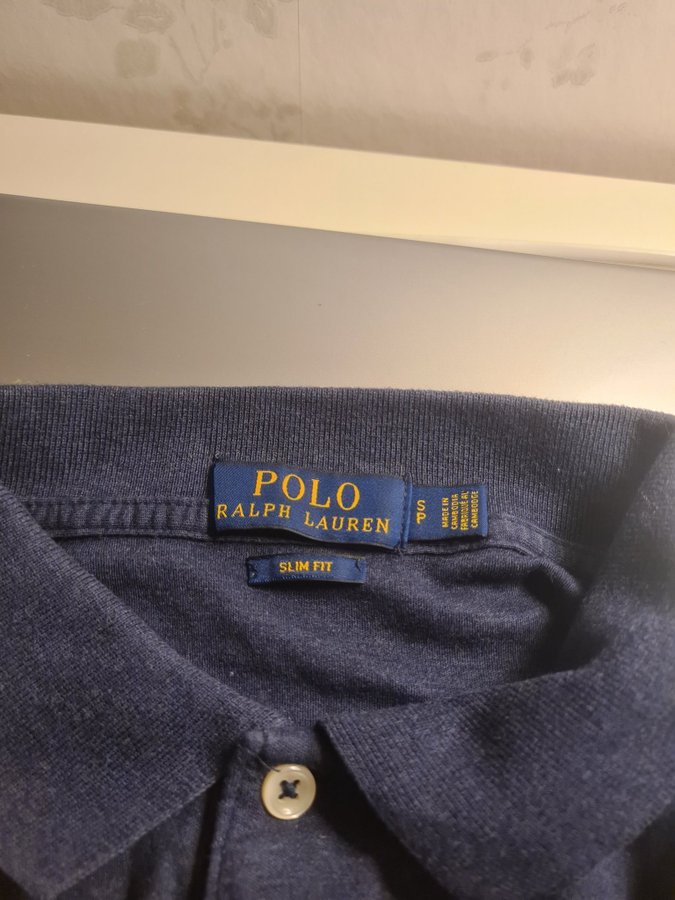 POLO
RALPH LAUREN
S
P
MADE IN
CAMBODIA
FABRIQUÉ AU
CAMBODGE
SLIM FIT